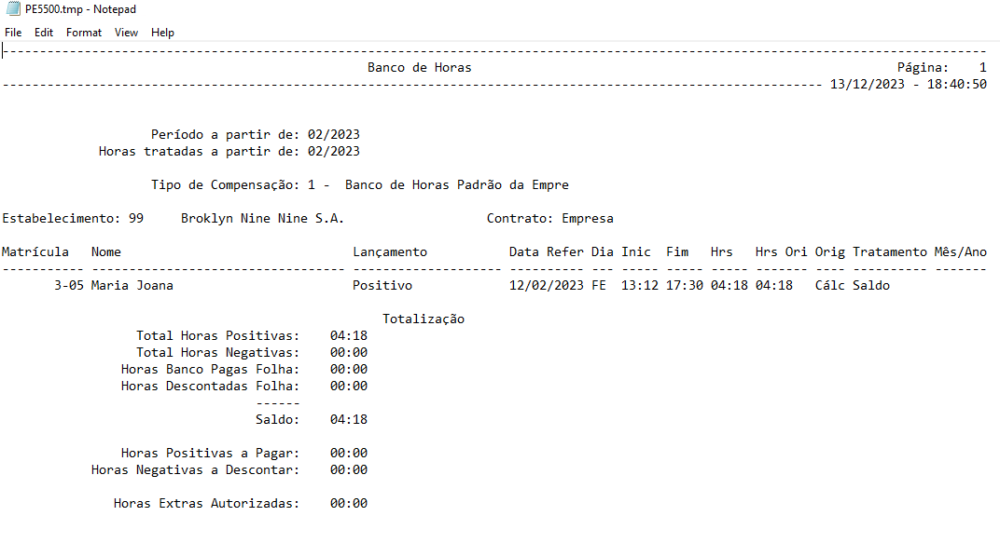 PE5500.tmp - Notepad
File Edit Format View Help
------------------------------------------------------------------------------------------------------------------------------------
Banco de Horas Página: 1
-------------------------------------------------------------------------------------------------------------- 13/12/2023 - 18:40:50
Período a partir de: 02/2023
Horas tratadas a partir de: 02/2023
Tipo de Compensação: 1 - Banco de Horas Padrão da Empre
Estabelecimento: 99 Broklyn Nine Nine S.A. Contrato: Empresa
Matrícula Nome Lançamento Data Refer Dia Inic Fim Hrs Hrs Ori Orig Tratamento Mês/Ano
----------- ---------------------------------- -------------------- ---------- --- ----- ----- ----- ------- ---- ---------- -------
3-05 Maria Joana Positivo 12/02/2023 FE 13:12 17:30 04:18 04:18 Cálc Saldo
Totalização
Total Horas Positivas: 04:18
Total Horas Negativas: 00:00
Horas Banco Pagas Folha: 00:00
Horas Descontadas Folha: 00:00
------
Saldo: 04:18
Horas Positivas a Pagar: 00:00
Horas Negativas a Descontar: 00:00
Horas Extras Autorizadas: 00:00